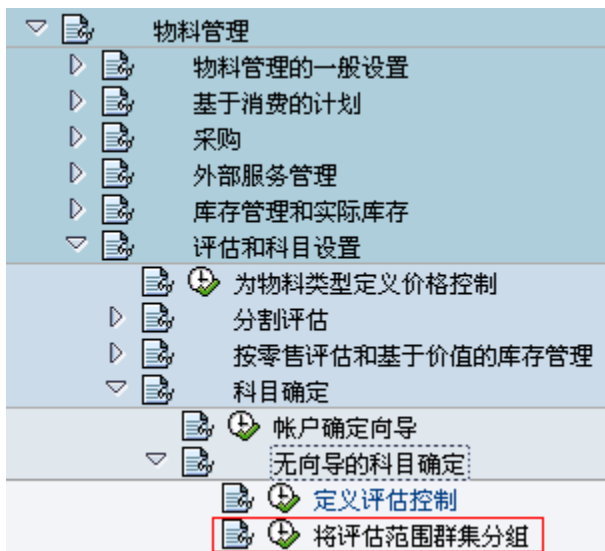 物料管理
物料管理的一般设置
基于消费的计划
采购
外部服务管理
库存管理和实际库存
评估和科目设置
为物料类型定义价格控制
分割评估
按零售评估和基于价值的库存管理
科目确定
帐户确定向导
无向导的科目确定
定义评估控制
将评估范围群集分组